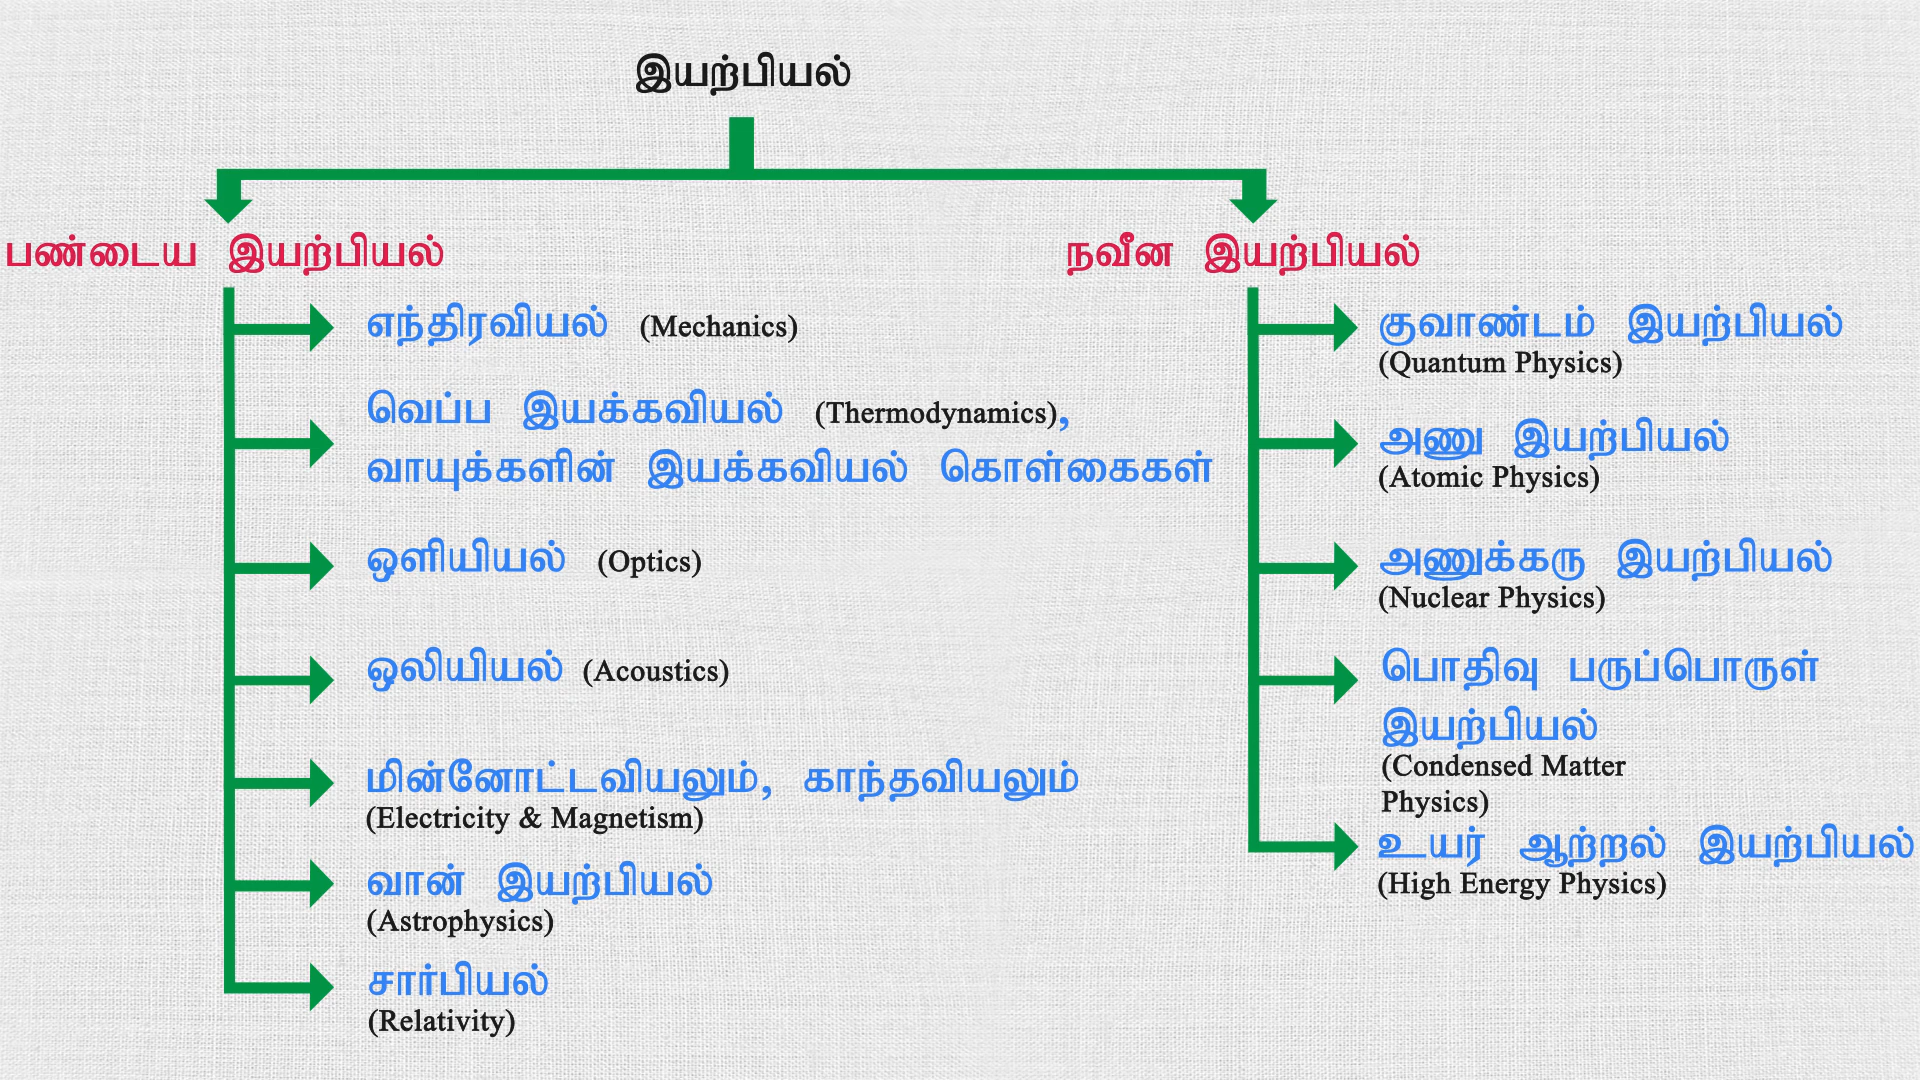 இயற்பியல்
பண்டைய இயற்பியல்
எந்திரவியல் (Mechanics)
வெப்ப இயக்கவியல் (Thermodynamics),
வாயுக்களின் இயக்கவியல் கொள்கைகள்
ஒளியியல் (Optics)
ஒலியியல் (Acoustics)
மின்னோட்டவியலும், காந்தவியலும்
(Electricity & Magnetism)
வான் இயற்பியல்
(Astrophysics)
சார்பியல்
(Relativity)
நவீன இயற்பியல்
குவாண்டம் இயற்பியல்
(Quantum Physics)
அணு இயற்பியல்
(Atomic Physics)
அணுக்கரு இயற்பியல்
(Nuclear Physics)
பொதிவு பருப்பொருள்
இயற்பியல்
(Condensed Matter
Physics)
உயர் ஆற்றல் இயற்பியல்
(High Energy Physics)